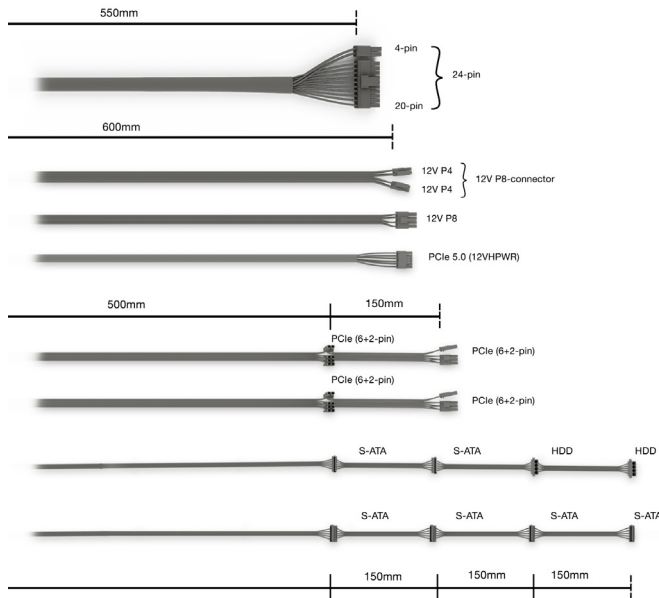 550mm
4-pin
24-pin
20-pin
600mm
12V P4
12V P4
12V P8-connector
12V P8
PCIe 5.0 (12VHPWR)
500mm
150mm
PCIe (6+2-pin)
PCIe (6+2-pin)
PCIe (6+2-pin)
PCIe (6+2-pin)
S-ATA
S-ATA
HDD
HDD
S-ATA
S-ATA
S-ATA
S-ATA
150mm
150mm
150mm